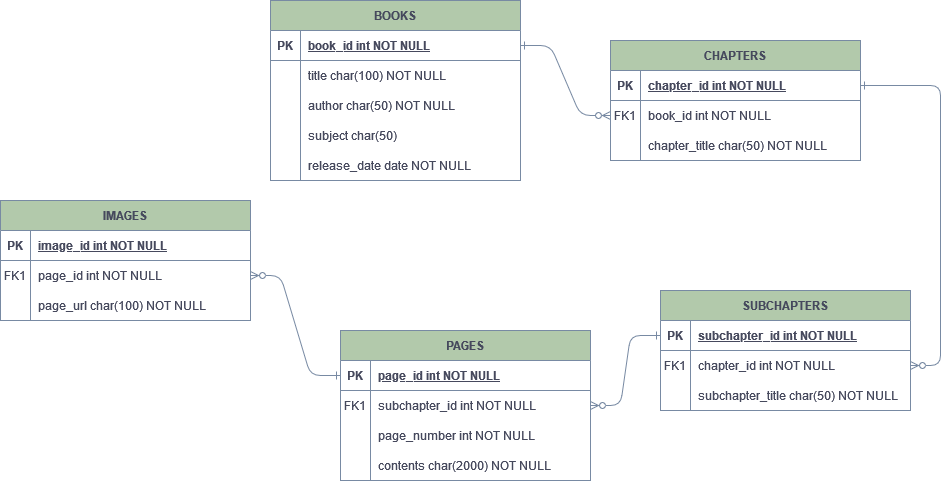 BOOKS
PK book_id int NOT NULL
title char(100) NOT NULL
author char(50) NOT NULL
subject char(50)
release_date date NOT NULL
CHAPTERS
PK chapter_id int NOT NULL
FK1 book_id int NOT NULL
chapter_title char(50) NOT NULL
IMAGES
PK image_id int NOT NULL
FK1 page_id int NOT NULL
page_url char(100) NOT NULL
SUBCHAPTERS
PK subchapter_id int NOT NULL
FK1 chapter_id int NOT NULL
subchapter_title char(50) NOT NULL
PAGES
PK page_id int NOT NULL
FK1 subchapter_id int NOT NULL
page_number int NOT NULL
contents char(2000) NOT NULL